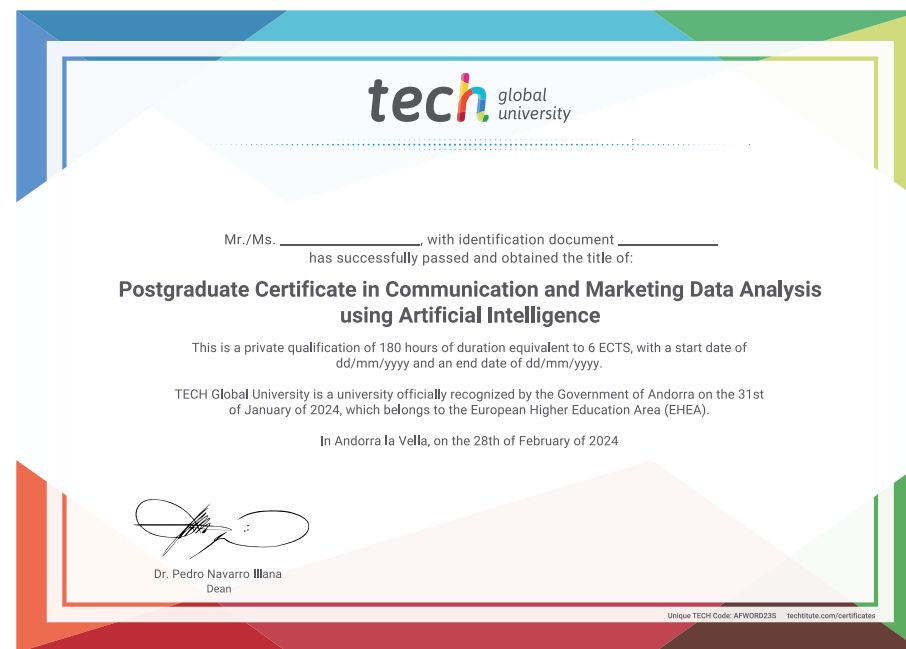 tech global university
Mr./Ms. ____________________, with identification document ______________
has successfully passed and obtained the title of:
Postgraduate Certificate in Communication and Marketing Data Analysis
using Artificial Intelligence
This is a private qualification of 180 hours of duration equivalent to 6 ECTS, with a start date of
dd/mm/yyyy and an end date of dd/mm/yyyy.
TECH Global University is a university officially recognized by the Government of Andorra on the 31st
of January of 2024, which belongs to the European Higher Education Area (EHEA).
In Andorra la Vella, on the 28th of February of 2024
Dr. Pedro Navarro Illana
Dean
Unique TECH Code: AFWORD23S techtitute.com/certificates